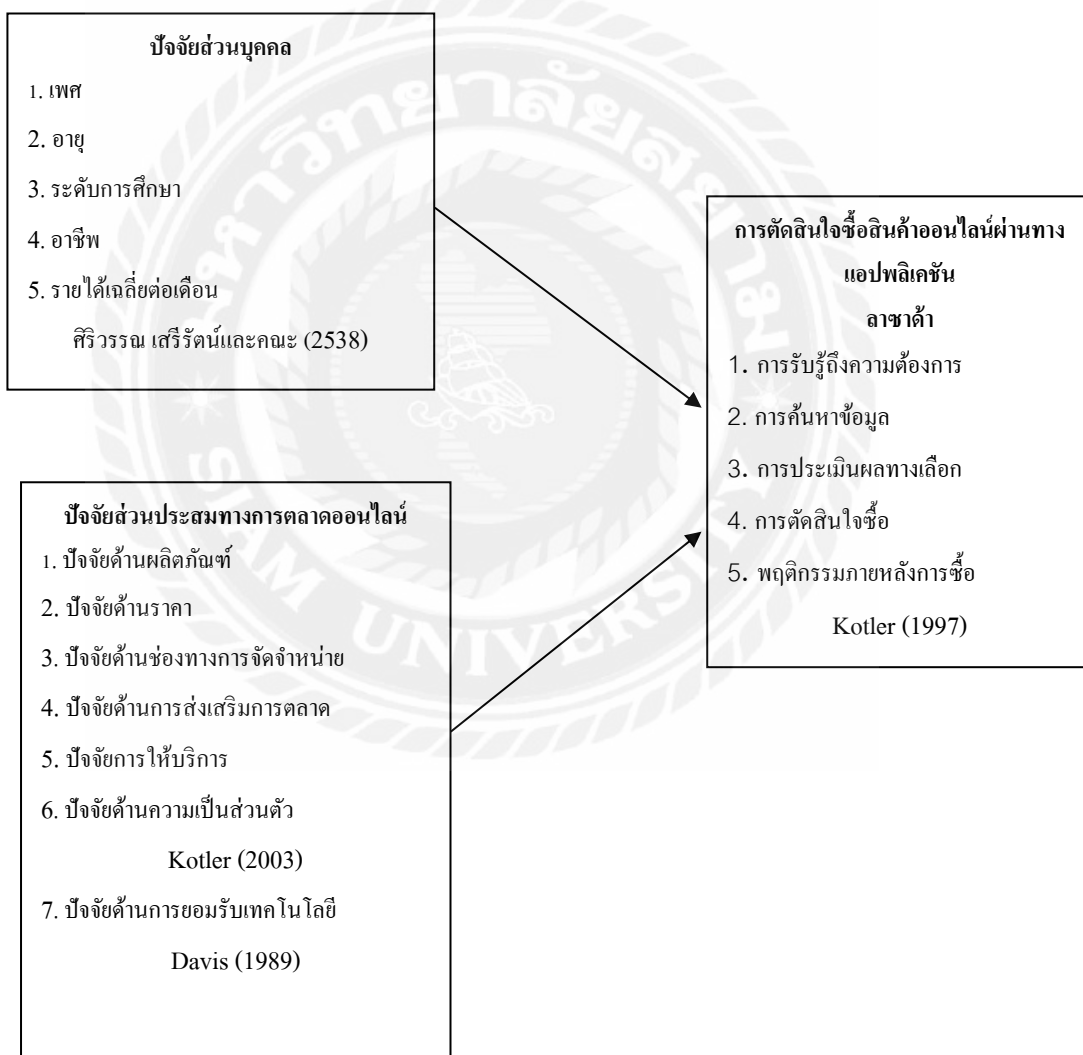 ปัจจัยส่วนบุคคล
1. เพศ
2. อายุ
3. ระดับการศึกษา
4. อาชีพ
5. รายได้เฉลี่ยต่อเดือน
ศิริวรรณ เสรีรัตน์และคณะ (2538)
ปัจจัยส่วนประสมทางการตลาดออนไลน์
1. ปัจจัยด้านผลิตภัณฑ์
2. ปัจจัยด้านราคา
3. ปัจจัยด้านช่องทางการจัดจำหน่าย
4. ปัจจัยด้านการส่งเสริมการตลาด
5. ปัจจัยการให้บริการ
6. ปัจจัยด้านความเป็นส่วนตัว
Kotler (2003)
7. ปัจจัยด้านการยอมรับเทคโนโลยี
Davis (1989)
การตัดสินใจซื้อสินค้าออนไลน์ผ่านทาง
แอปพลิเคชัน
ลาซาด้า
1. การรับรู้ถึงความต้องการ
2. การค้นหาข้อมูล
3. การประเมินผลทางเลือก
4. การตัดสินใจซื้อ
5. พฤติกรรมภายหลังการซื้อ
Kotler (1997)
มหาวิทยาลัยสยาม
SIAM UNIVERSITY